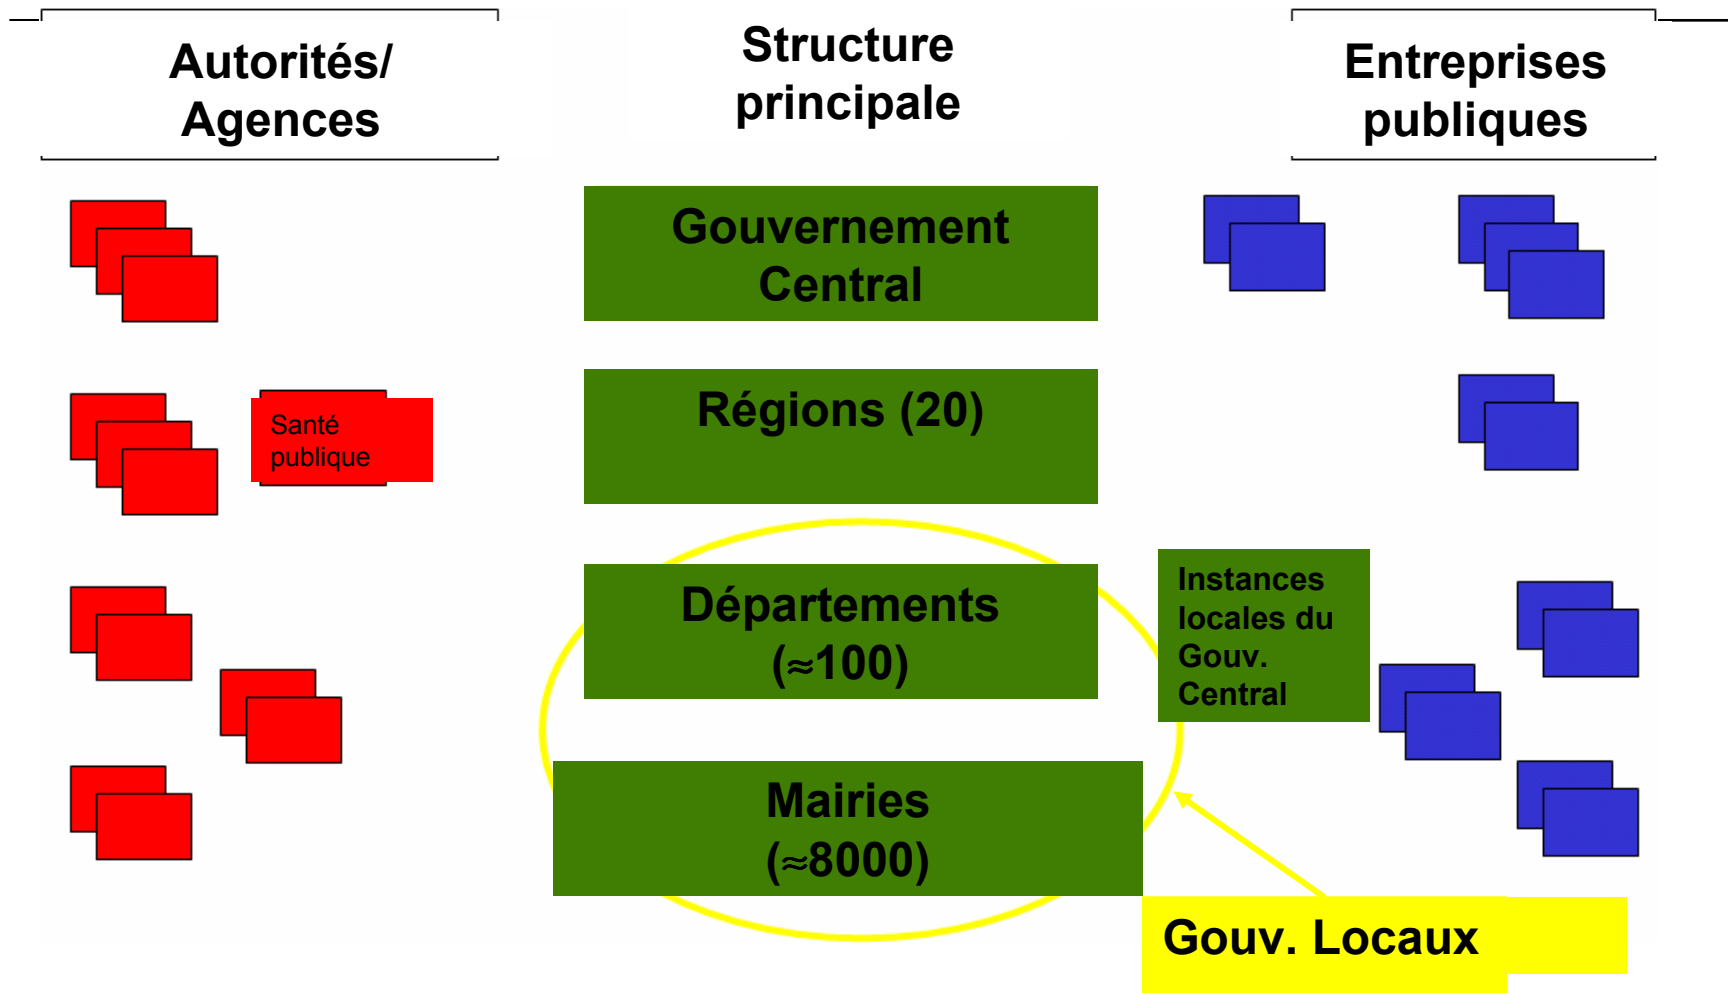 Autorités/
Agences
Structure
principale
Entreprises
publiques
Gouvernement
Central
Santé
publique
Régions (20)
Départements
(≈100)
Instances
locales du
Gouv.
Central
Mairies
(≈8000)
Gouv. Locaux